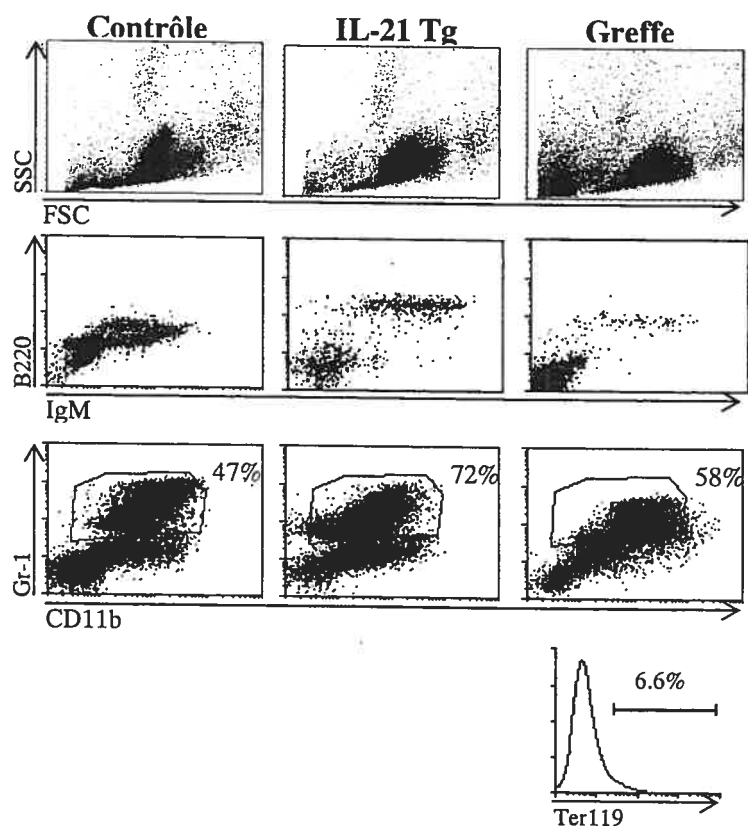 Contrôle IL-21 Tg Greffe
SSC
FSC
B220
IgM
47% 72% 58%
Gr-1
CD11b
6.6%
Ter119